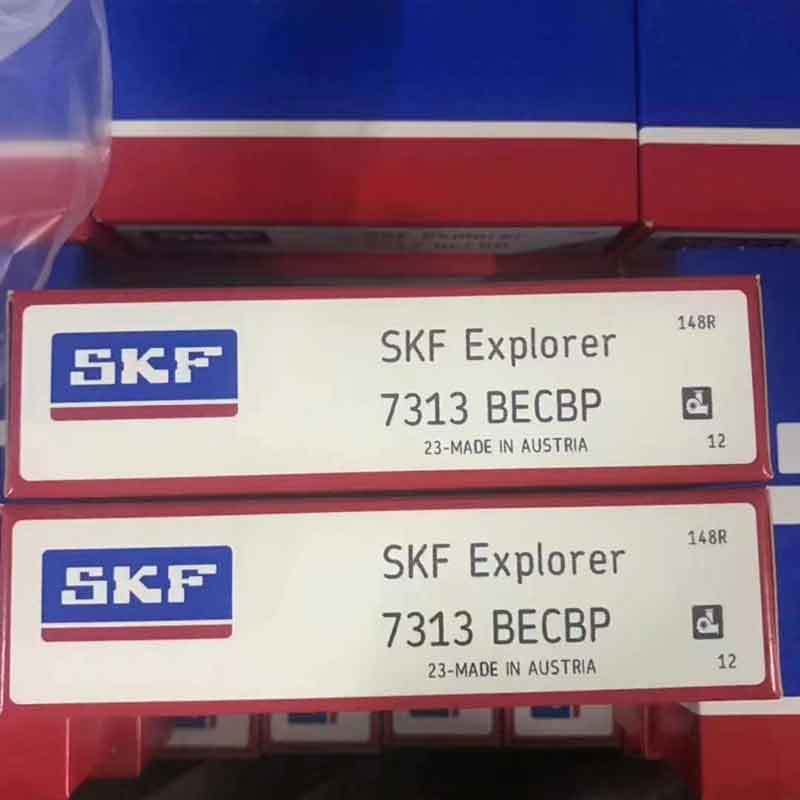 SKF
SKF Explorer
148R
7313 BECBP
23-MADE IN AUSTRIA
12
SKF
SKF Explorer
148R
7313 BECBP
23-MADE IN AUSTRIA
12